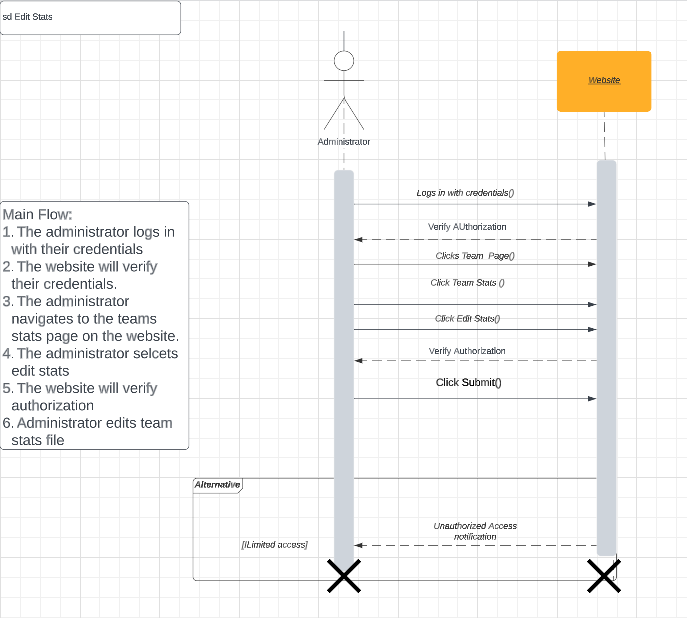 sd Edit Stats
Website
Administrator
Logs in with credentials()
Verify AUthorization
Clicks Team Page()
Click Team Stats ()
Click Edit Stats()
Verify Authorization
Click Submit()
Main Flow:
1. The administrator logs in
with their credentials
2. The website will verify
their credentials.
3. The administrator
navigates to the teams
stats page on the website.
4. The administrator selcets
edit stats
5. The website will verify
authorization
6. Administrator edits team
stats file
Alternative
Unauthorized Access
notification
[lLimited access]